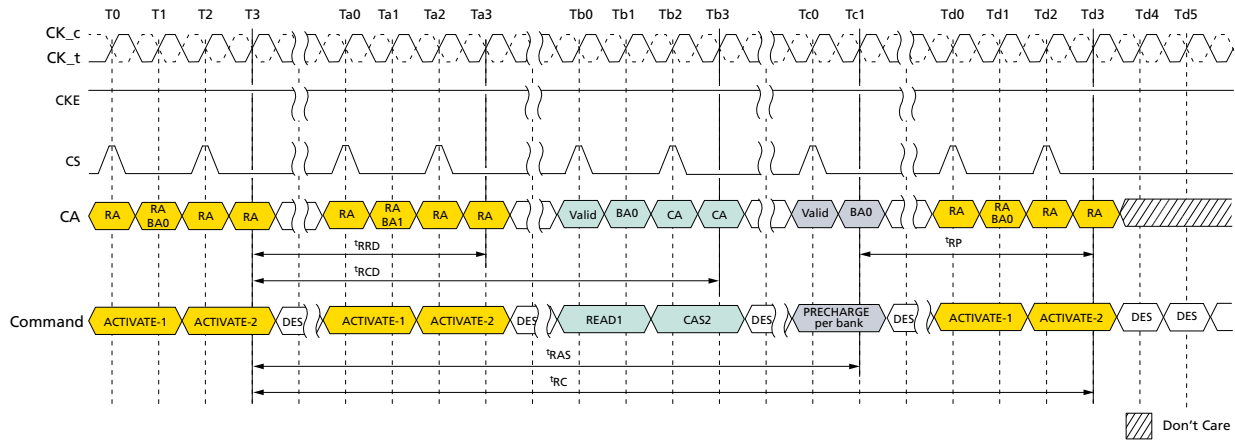 T0 T1 T2 T3 Ta0 Ta1 Ta2 Ta3 Tb0 Tb1 Tb2 Tb3 Tc0 Tc1 Td0 Td1 Td2 Td3 Td4 Td5
CK_c
CK_t
CKE
CS
CA RA RA BA0 RA RA RA RA BA1 RA RA Valid BA0 CA CA Valid BA0 RA RA BA0 RA RA
tRRD tRP
tRCD
Command ACTIVATE-1 ACTIVATE-2 DES ACTIVATE-1 ACTIVATE-2 DES READ1 CAS2 DES PRECHARGE per bank DES ACTIVATE-1 ACTIVATE-2 DES DES
tRAS
tRC
Don't Care